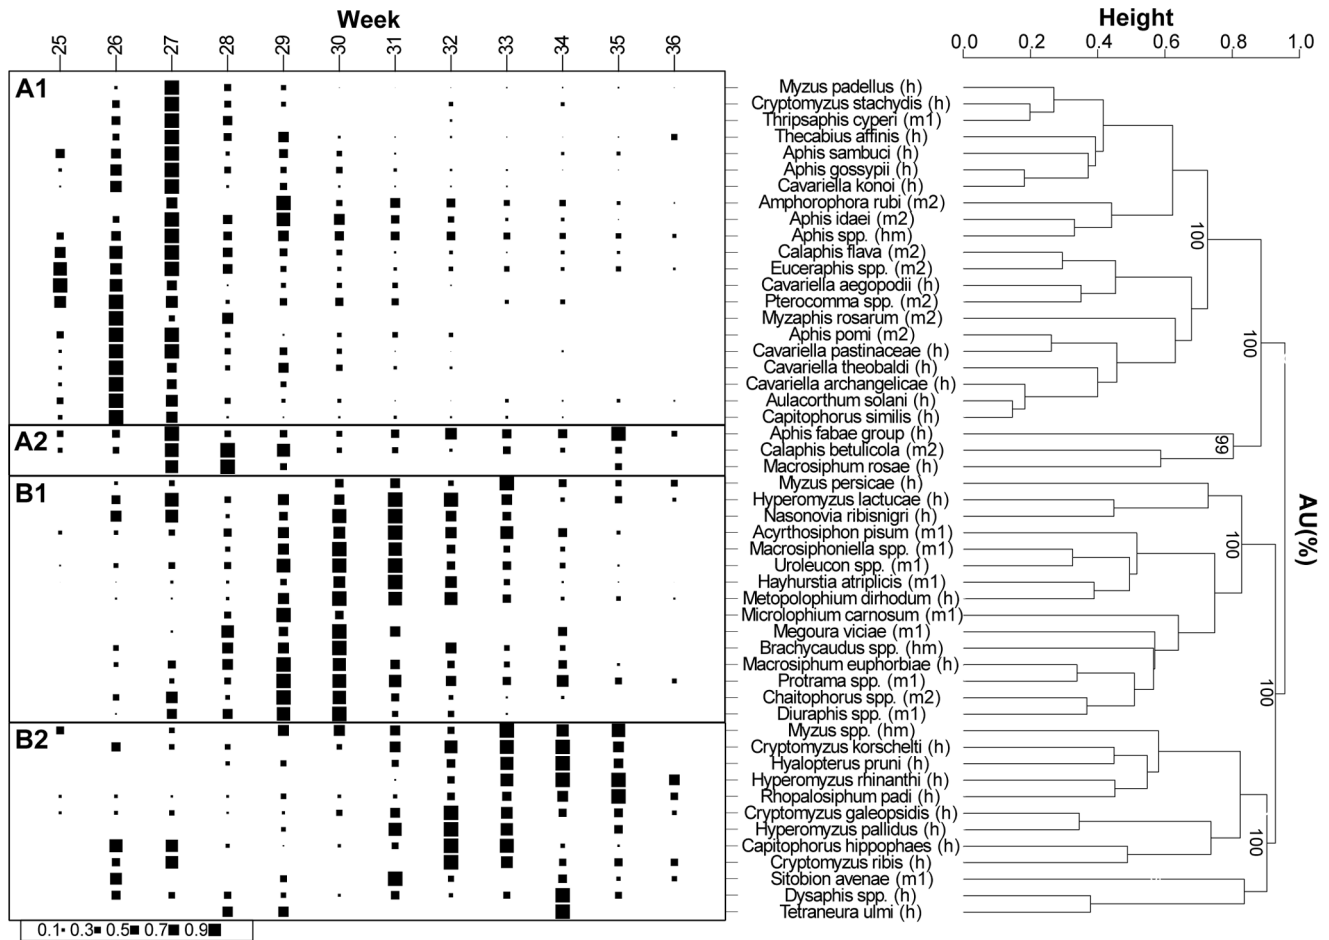 Week
Height
25 26 27 28 29 30 31 32 33 34 35 36
0.0 0.2 0.4 0.6 0.8 1.0
A1
Myzus padellus (h)
Cryptomyzus stachydis (h)
Thripsaphis cyperi (m1)
Thecabius affinis (h)
Aphis sambuci (h)
Aphis gossypii (h)
Cavariella konoi (h)
Amphorophora rubi (m2)
Aphis idaei (m2)
Aphis spp. (hm)
Calaphis flava (m2)
Euceraphis spp. (m2)
Cavariella aegopodii (h)
Pterocomma spp. (m2)
Myzaphis rosarum (m2)
Aphis pomi (m2)
Cavariella pastinaceae (h)
Cavariella theobaldi (h)
Cavariella archangelicae (h)
Aulacorthum solani (h)
Capitophorus similis (h)
A2
Aphis fabae group (h)
Calaphis betulicola (m2)
Macrosiphum rosae (h)
B1
Myzus persicae (h)
Hyperomyzus lactucae (h)
Nasonovia ribisnigri (h)
Acyrthosiphon pisum (m1)
Macrosiphoniella spp. (m1)
Uroleucon spp. (m1)
Hayhurstia atriplicis (m1)
Metopolophium dirhodum (h)
Microlophium carnosum (m1)
Megoura viciae (m1)
Brachycaudus spp. (hm)
Macrosiphum euphorbiae (h)
Protrama spp. (m1)
Chaitophorus spp. (m2)
Diuraphis spp. (m1)
B2
Myzus spp. (hm)
Cryptomyzus korschelti (h)
Hyalopterus pruni (h)
Hyperomyzus rhinanthi (h)
Rhopalosiphum padi (h)
Cryptomyzus galeopsidis (h)
Hyperomyzus pallidus (h)
Capitophorus hippophaes (h)
Cryptomyzus ribis (h)
Sitobion avenae (m1)
Dysaphis spp. (h)
Tetraneura ulmi (h)
100
100
99
100
100
100
AU(%)
0.1 0.3 0.5 0.7 0.9